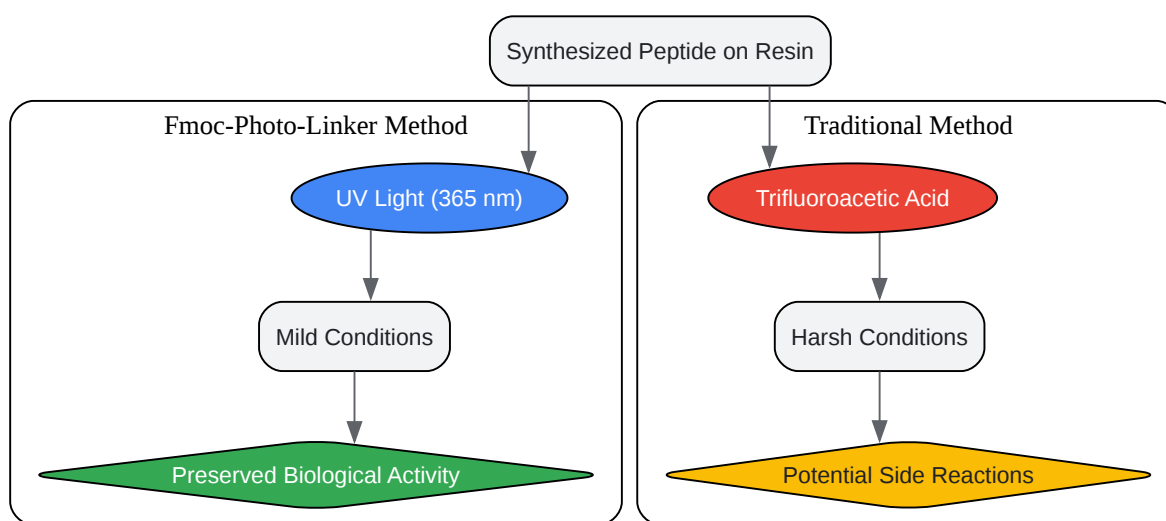 Synthesized Peptide on Resin
Fmoc-Photo-Linker Method
Traditional Method
UV Light (365 nm)
Trifluoroacetic Acid
Mild Conditions
Harsh Conditions
Preserved Biological Activity
Potential Side Reactions